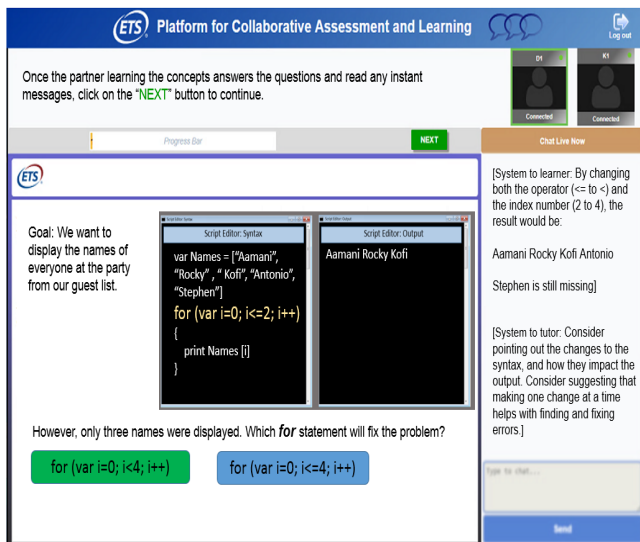 ETS Platform for Collaborative Assessment and Learning
Log out
Once the partner learning the concepts answers the questions and read any instant
messages, click on the “NEXT” button to continue.
D1
Connected
K1
Connected
Progress Bar
NEXT
Chat Live Now
ETS
Goal: We want to
display the names of
everyone at the party
from our guest list.
Script Editor: Syntax
Script Editor: Syntax
var Names = [“Aamani”,
“Rocky” , “ Kofi”, “Antonio”,
“Stephen”]
for (var i=0; i<=2; i++)
{
print Names [i]
}
Script Editor: Output
Script Editor: Output
Aamani Rocky Kofi
However, only three names were displayed. Which for statement will fix the problem?
for (var i=0; i<4; i++)
for (var i=0; i<=4; i++)
[System to learner: By changing
both the operator (<= to <) and
the index number (2 to 4), the
result would be:
Aamani Rocky Kofi Antonio
Stephen is still missing]
[System to tutor: Consider
pointing out the changes to the
syntax, and how they impact the
output. Consider suggesting that
making one change at a time
helps with finding and fixing
errors.]
Type to chat...
Send